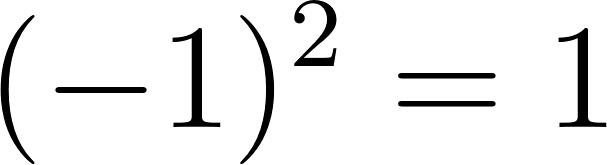 (−1)² = 1